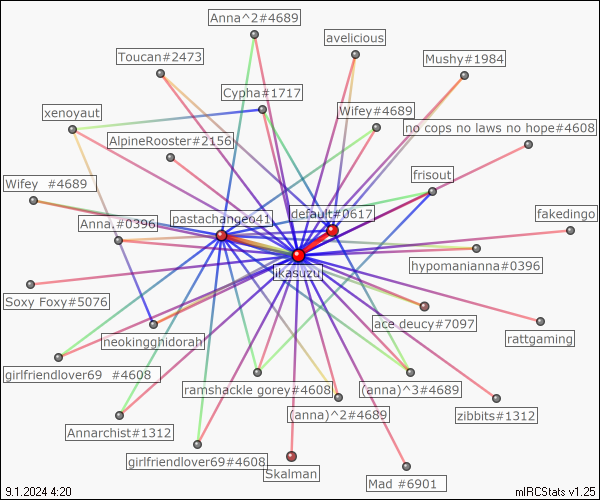 Anna^2#4689
avelicious
Toucan#2473
Mushy#1984
Cypha#1717
xenoyaut
Wifey#4689
no cops no laws no hope#4608
AlpineRooster#2156
frisout
Wifey #4689
pastachangeo41
default#0617
fakedingo
Anna.#0396
hypomanianna#0396
ikasuzu
Soxy Foxy#5076
ace deucy#7097
rattgaming
neokingghidorah
girlfriendlover69 #4608
ramshackle gorey#4608
(anna)^3#4689
(anna)^2#4689
zibbits#1312
Annarchist#1312
girlfriendlover69#4608
Skalman
Mad #6901
9.1.2024 4:20
mIRCStats v1.25